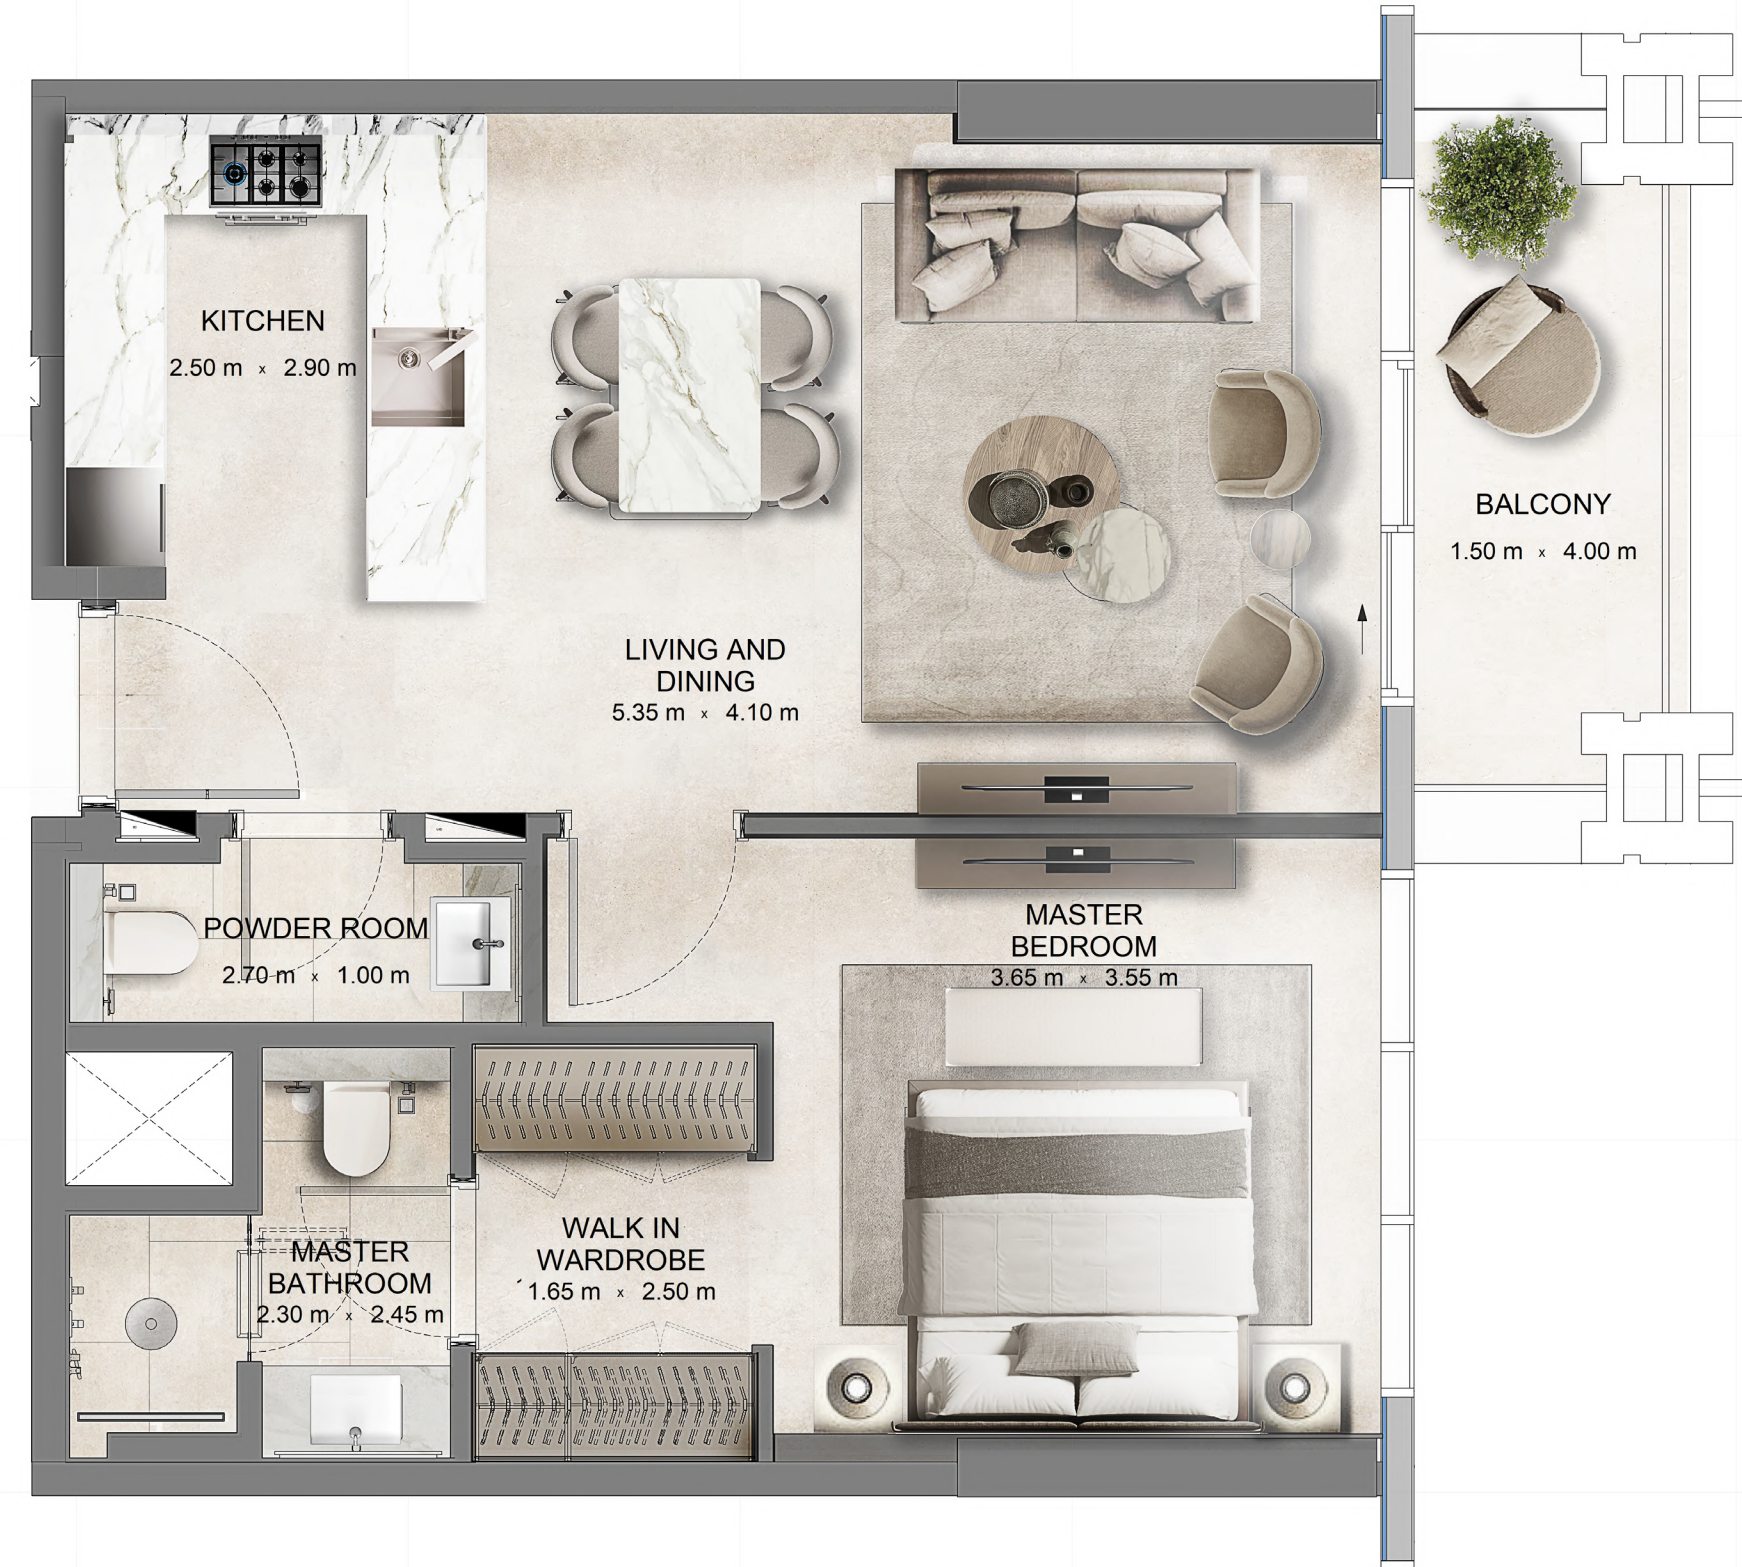 KITCHEN
2.50 m x 2.90 m
BALCONY
1.50 m x 4.00 m
LIVING AND
DINING
5.35 m x 4.10 m
POWDER ROOM
2.70 m x 1.00 m
MASTER
BEDROOM
3.65 m x 3.55 m
WALK IN
WARDROBE
1.65 m x 2.50 m
MASTER
BATHROOM
2.30 m x 2.45 m